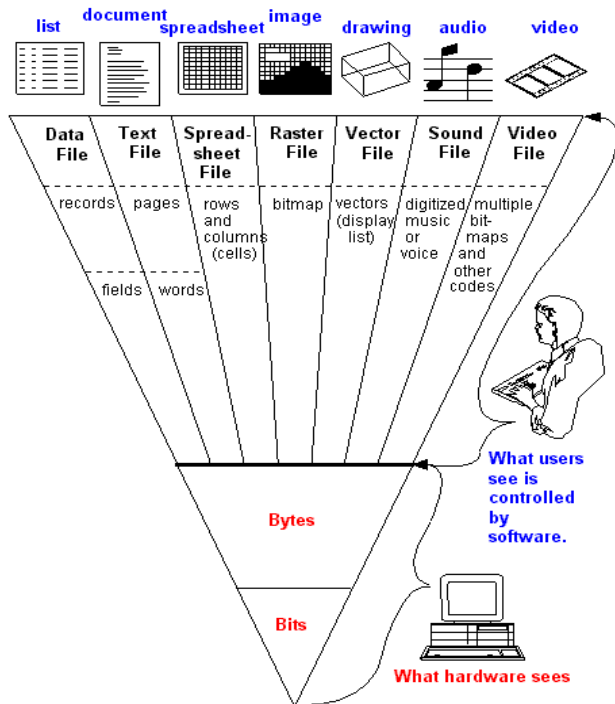 list
document
spreadsheet
image
drawing
audio
video
Data
File
Text
File
Spread-
sheet
File
Raster
File
Vector
File
Sound
File
Video
File
records
pages
rows
and
columns
(cells)
bitmap
vectors
(display
list)
digitized
music
or
voice
multiple
bit-
maps
and
other
codes
fields
words
What users
see is
controlled
by
software.
Bytes
Bits
What hardware sees